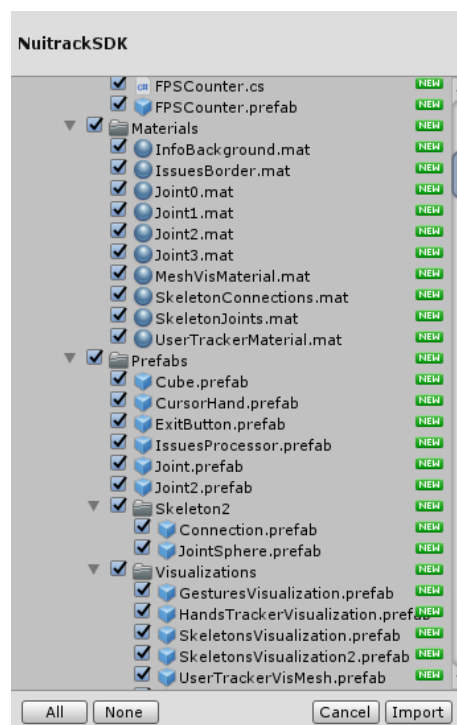 NuitrackSDK
FPSCounter.cs NEW
FPSCounter.prefab NEW
Materials NEW
InfoBackground.mat NEW
IssuesBorder.mat NEW
Joint0.mat NEW
Joint1.mat NEW
Joint2.mat NEW
Joint3.mat NEW
MeshVisMaterial.mat NEW
SkeletonConnections.mat NEW
SkeletonJoints.mat NEW
UserTrackerMaterial.mat NEW
Prefabs NEW
Cube.prefab NEW
CursorHand.prefab NEW
ExitButton.prefab NEW
IssuesProcessor.prefab NEW
Joint.prefab NEW
Joint2.prefab NEW
Skeleton2 NEW
Connection.prefab NEW
JointSphere.prefab NEW
Visualizations NEW
GesturesVisualization.prefab NEW
HandsTrackerVisualization.prefab NEW
SkeletonsVisualization.prefab NEW
SkeletonsVisualization2.prefab NEW
UserTrackerVisMesh.prefab NEW
All None Cancel Import